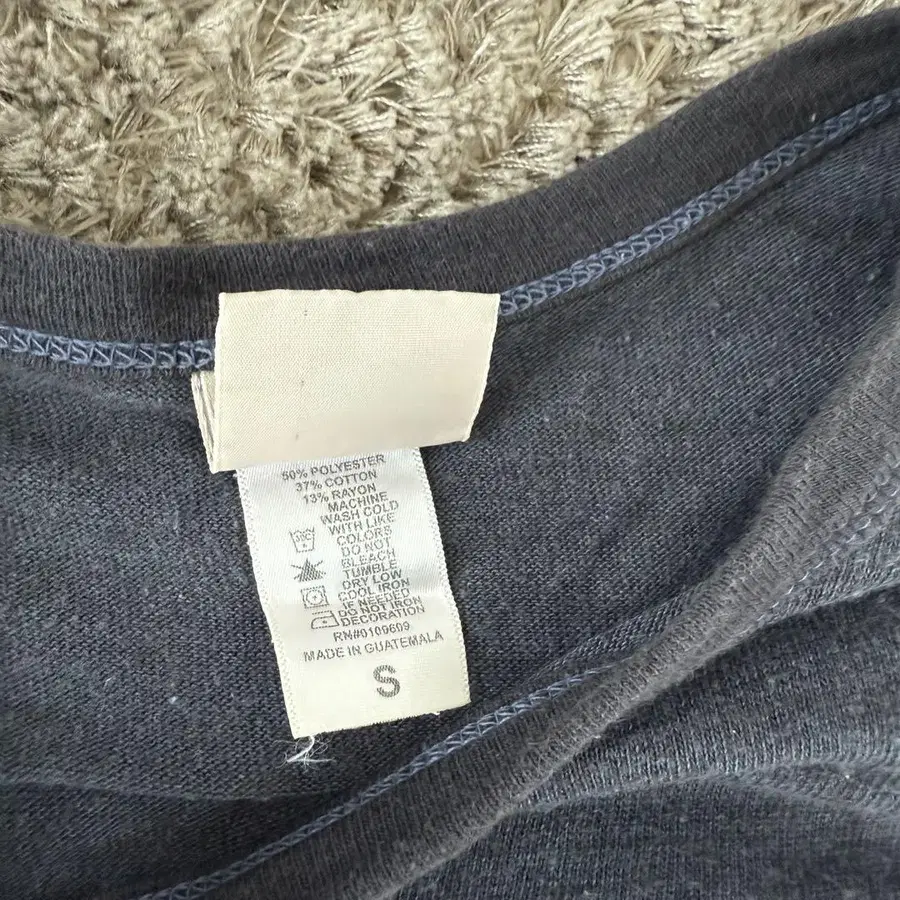 50% POLYESTER
37% COTTON
13% RAYON
MACHINE
WASH COLD
WITH LIKE
COLORS
DO NOT
BLEACH
TUMBLE
DRY LOW
COOL IRON
IF NEEDED
DO NOT IRON
DECORATION
RN#0109609
MADE IN GUATEMALA
S